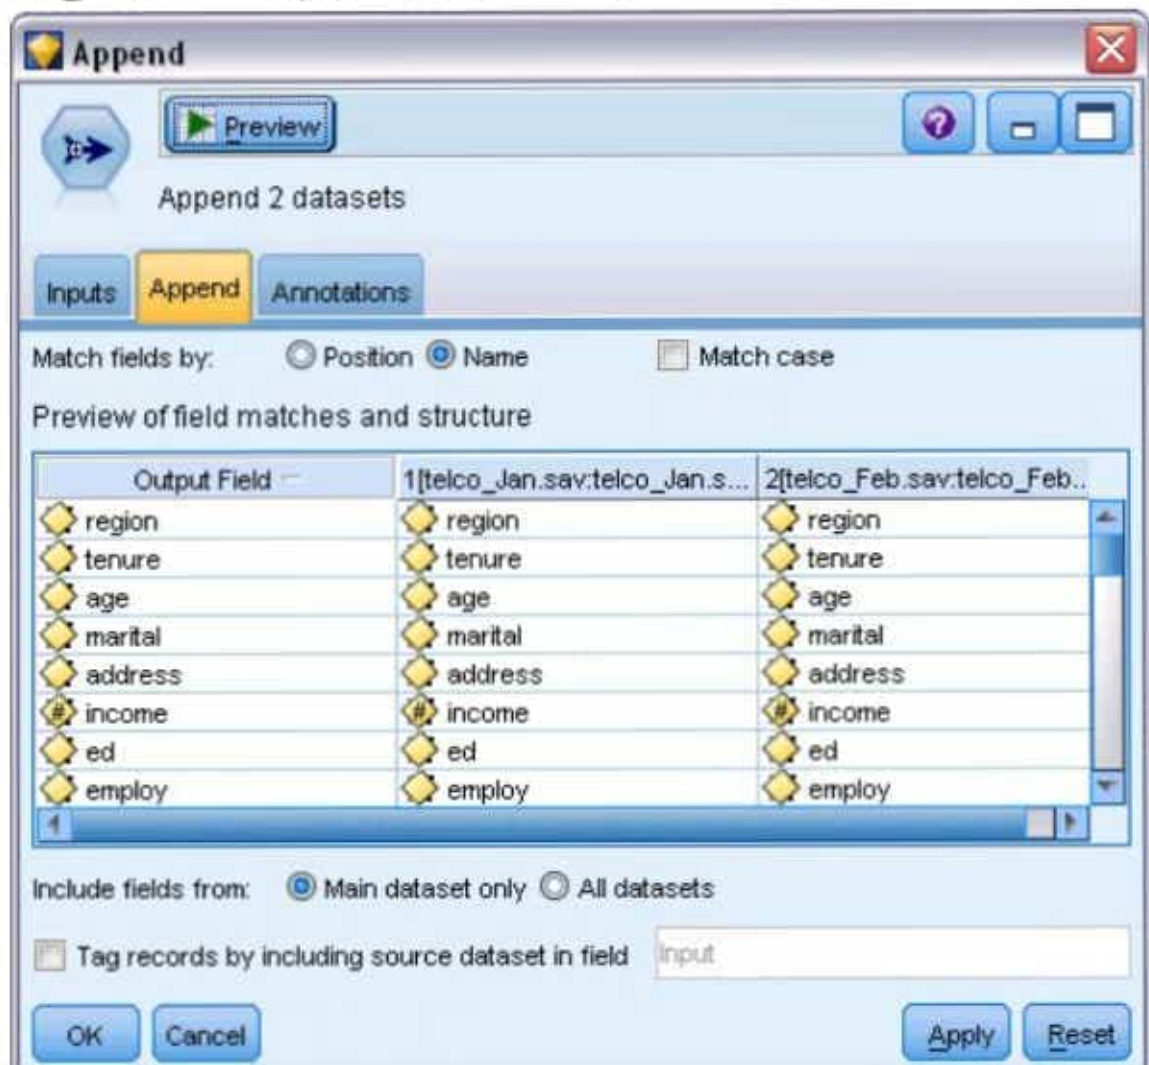 Append
Preview
Append 2 datasets
Inputs Append Annotations
Match fields by: Position Name Match case
Preview of field matches and structure
Output Field 1[telco_Jan.sav:telco_Jan.s... 2[telco_Feb.sav:telco_Feb..
region region region
tenure tenure tenure
age age age
marital marital marital
address address address
# income # income # income
ed ed ed
employ employ employ
Include fields from: Main dataset only All datasets
Tag records by including source dataset in field Input
OK Cancel Apply Reset